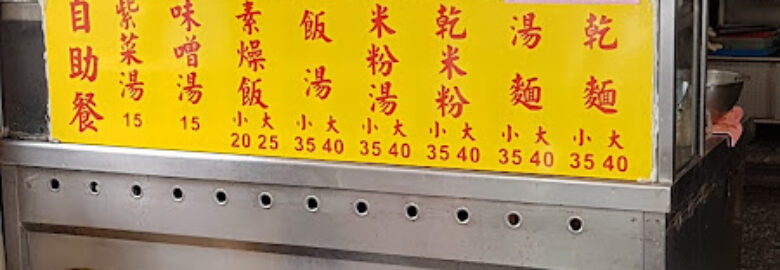 自助餐
紫菜湯
15
味噌湯
15
素燥飯
小 大
20 25
飯湯
小 大
35 40
米粉湯
小 大
35 40
乾米粉
小 大
35 40
湯麵
小 大
35 40
乾麵
小 大
35 40